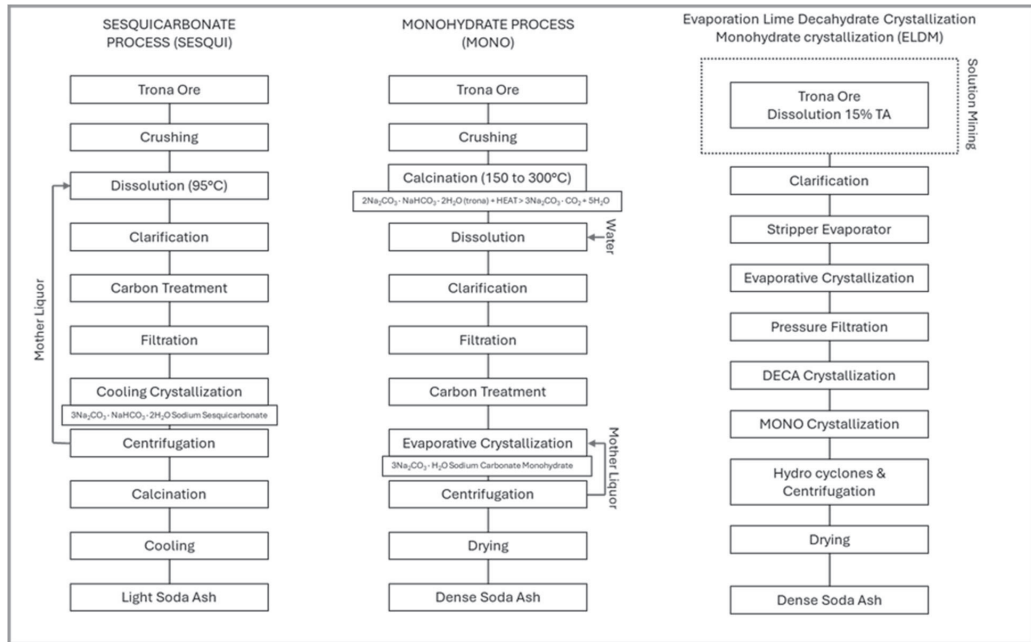 SESQUICARBONATE
PROCESS (SESQUI)
Trona Ore
Crushing
Dissolution (95°C)
Clarification
Carbon Treatment
Filtration
Cooling Crystallization
3Na₂CO₃ · NaHCO₃ · 2H₂O Sodium Sesquicarbonate
Centrifugation
Calcination
Cooling
Light Soda Ash
Mother Liquor
MONOHYDRATE PROCESS
(MONO)
Trona Ore
Crushing
Calcination (150 to 300°C)
2Na₂CO₃ · NaHCO₃ · 2H₂O (trona) + HEAT > 3Na₂CO₃ · CO₂ + 5H₂O
Dissolution
Water
Clarification
Filtration
Carbon Treatment
Evaporative Crystallization
3Na₂CO₃ · H₂O Sodium Carbonate Monohydrate
Centrifugation
Mother Liquor
Drying
Dense Soda Ash
Evaporation Lime Decahydrate Crystallization
Monohydrate crystallization (ELDM)
Trona Ore
Dissolution 15% TA
Solution Mining
Clarification
Stripper Evaporator
Evaporative Crystallization
Pressure Filtration
DECA Crystallization
MONO Crystallization
Hydro cyclones &
Centrifugation
Drying
Dense Soda Ash